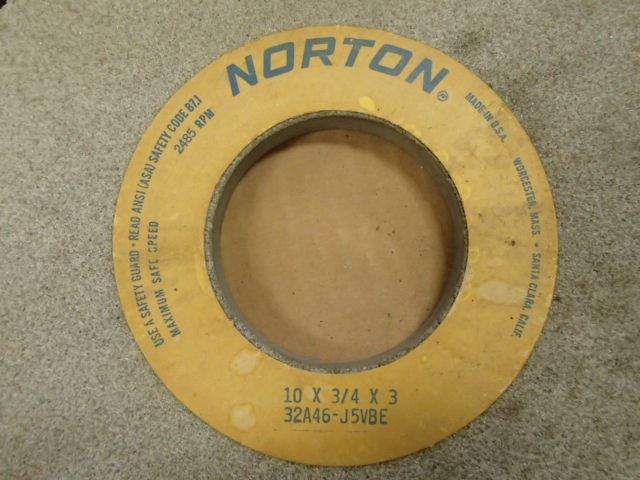 NORTON®
MADE IN U.S.A. WORCESTER, MASS. • SANTA CLARA, CALIF.
USE A SAFETY GUARD • READ ANSI (ASA) SAFETY CODE B7.1
MAXIMUM SAFE SPEED 2485 RPM
10 X 3/4 X 3
32A46-J5VBE